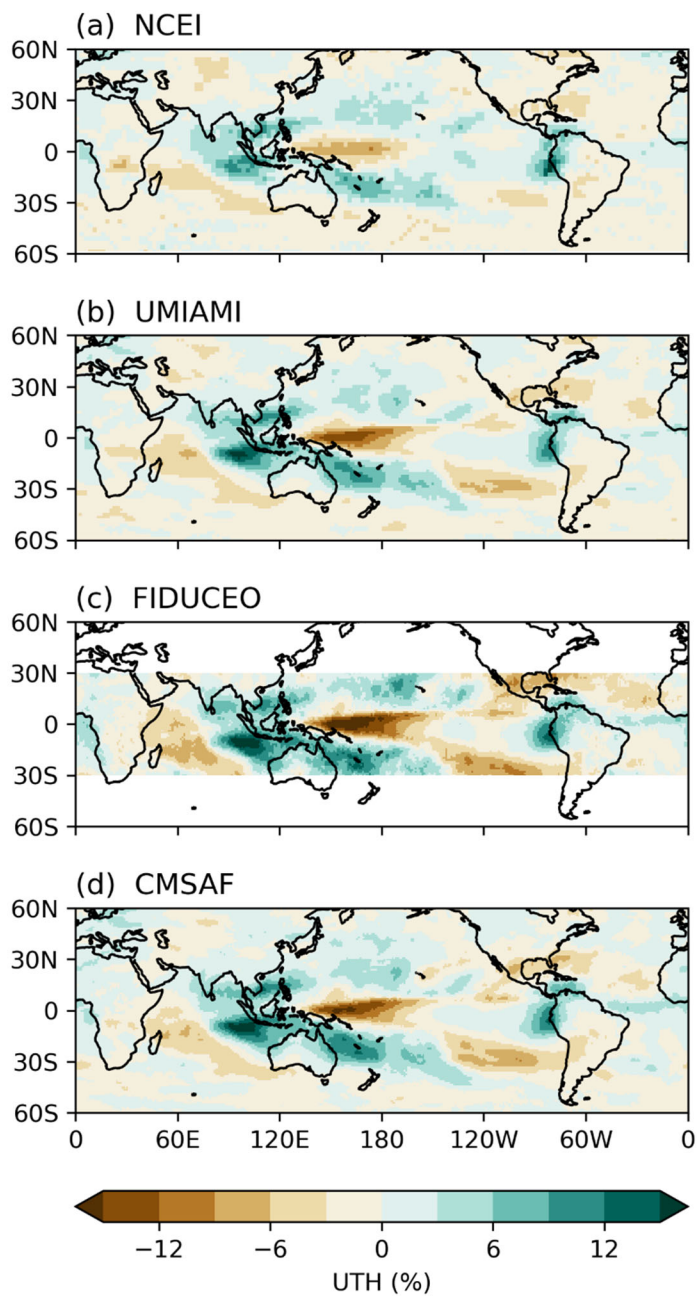 (a) NCEI
60N
30N
0
30S
60S
(b) UMIAMI
60N
30N
0
30S
60S
(c) FIDUCEO
60N
30N
0
30S
60S
(d) CMSAF
60N
30N
0
30S
60S
0 60E 120E 180 120W 60W 0
−12 −6 0 6 12
UTH (%)